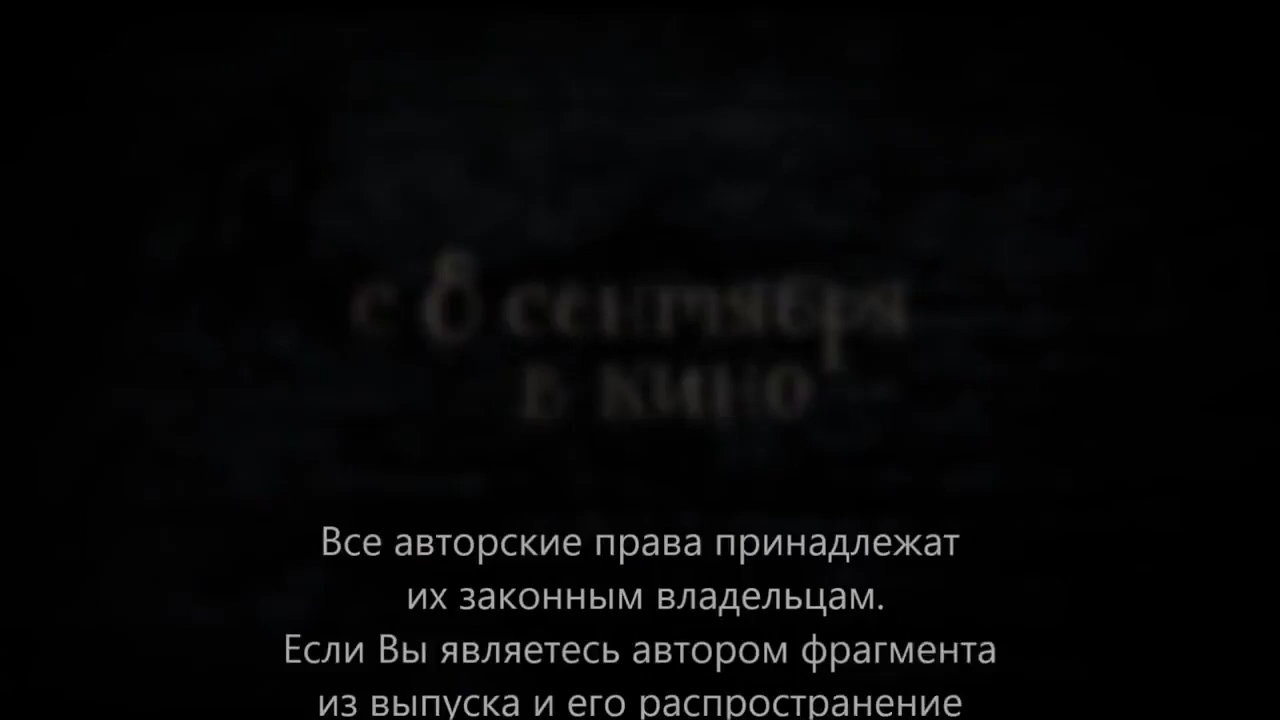 с 8 сентября
в кино
Все авторские права принадлежат
их законным владельцам.
Если Вы являетесь автором фрагмента
из выпуска и его распространение